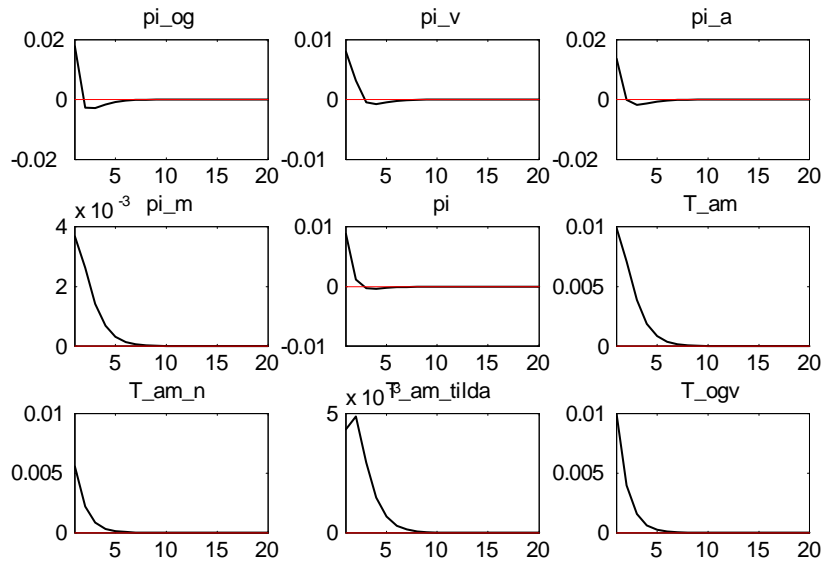 pi_og pi_v pi_a
0.02 0.01 0.02
0 0 0
-0.02 -0.01 -0.02
5 10 15 20 5 10 15 20 5 10 15 20
x 10 -3 pi_m pi T_am
4 0.01 0.01
2 0 0.005
0 -0.01 0
5 10 15 20 5 10 15 20 5 10 15 20
T_am_n x 10 -3 T_am_tilda T_ogv
0.01 5 0.01
0.005 0.005
0 0 0
5 10 15 20 5 10 15 20 5 10 15 20